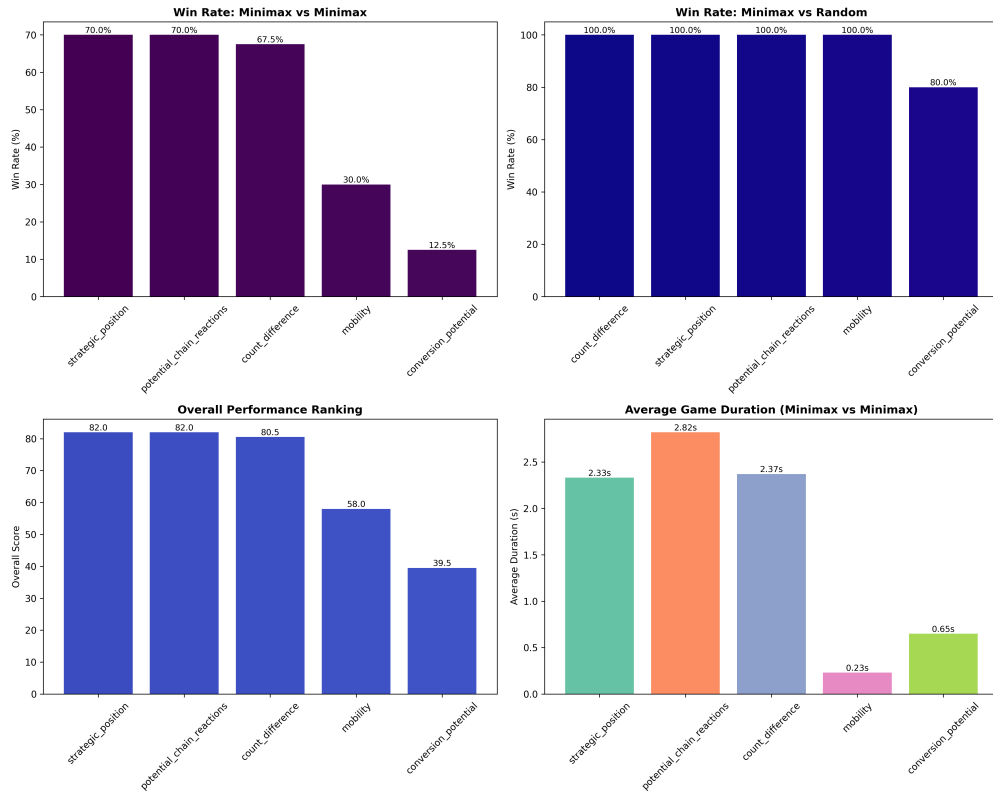 Win Rate: Minimax vs Minimax
Win Rate (%)
70
60
50
40
30
20
10
0
70.0%
70.0%
67.5%
30.0%
12.5%
strategic_position
potential_chain_reactions
count_difference
mobility
conversion_potential
Win Rate: Minimax vs Random
Win Rate (%)
100
80
60
40
20
0
100.0%
100.0%
100.0%
100.0%
80.0%
count_difference
strategic_position
potential_chain_reactions
mobility
conversion_potential
Overall Performance Ranking
Overall Score
80
70
60
50
40
30
20
10
0
82.0
82.0
80.5
58.0
39.5
strategic_position
potential_chain_reactions
count_difference
mobility
conversion_potential
Average Game Duration (Minimax vs Minimax)
Average Duration (s)
2.5
2.0
1.5
1.0
0.5
0.0
2.33s
2.82s
2.37s
0.23s
0.65s
strategic_position
potential_chain_reactions
count_difference
mobility
conversion_potential